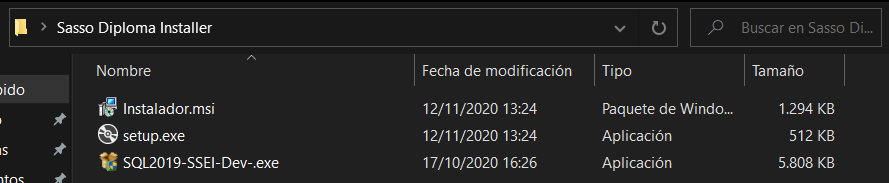 Sasso Diploma Installer
Buscar en Sasso Di...
Nombre Fecha de modificación Tipo Tamaño
pido
Instalador.msi 12/11/2020 13:24 Paquete de Windo... 1.294 KB
setup.exe 12/11/2020 13:24 Aplicación 512 KB
SQL2019-SSEI-Dev-.exe 17/10/2020 16:26 Aplicación 5.808 KB
ntos